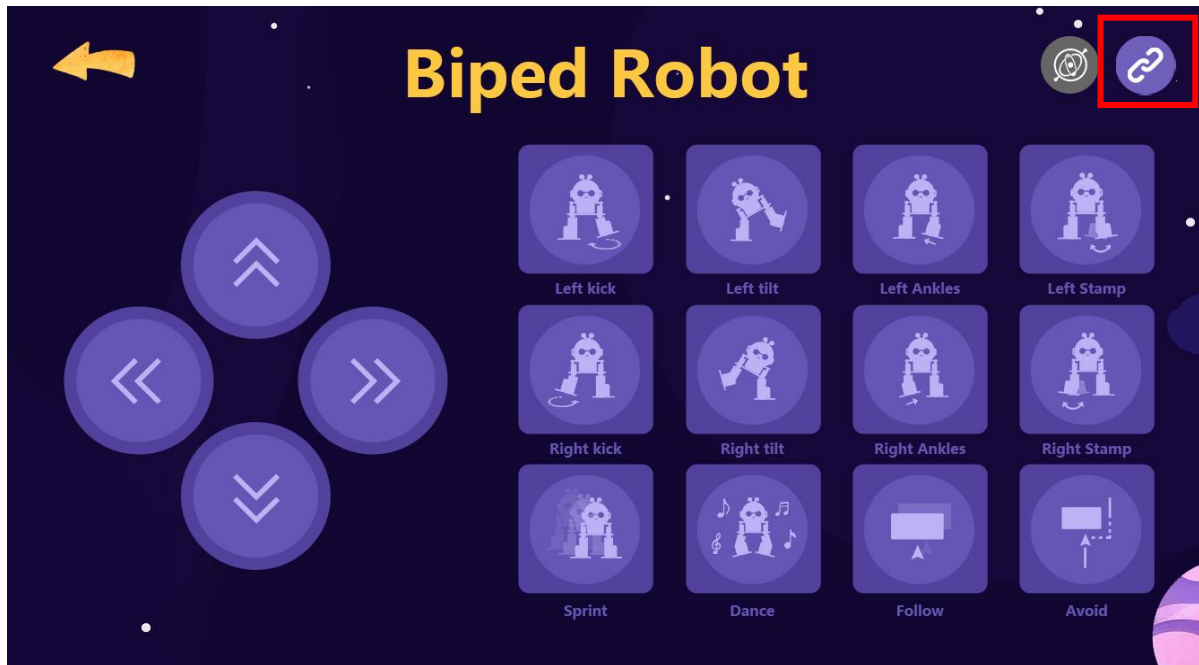 Biped Robot
Left kick
Left tilt
Left Ankles
Left Stamp
Right kick
Right tilt
Right Ankles
Right Stamp
Sprint
Dance
Follow
Avoid